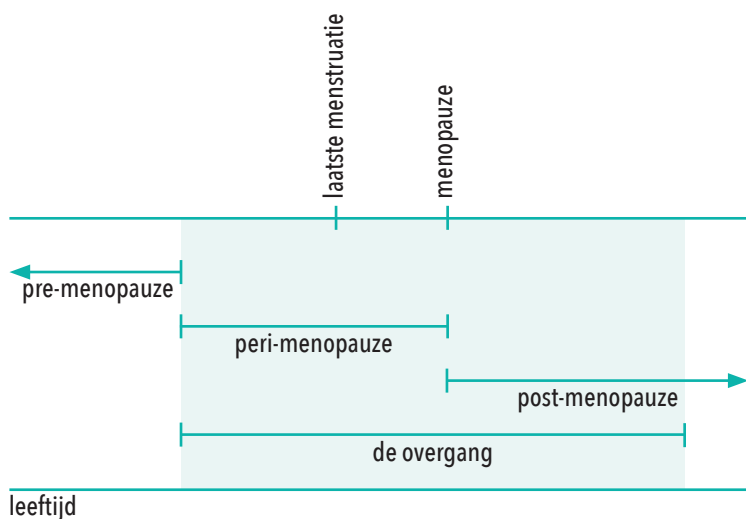 laatste menstruatie
menopauze
pre-menopauze
peri-menopauze
post-menopauze
de overgang
leeftijd